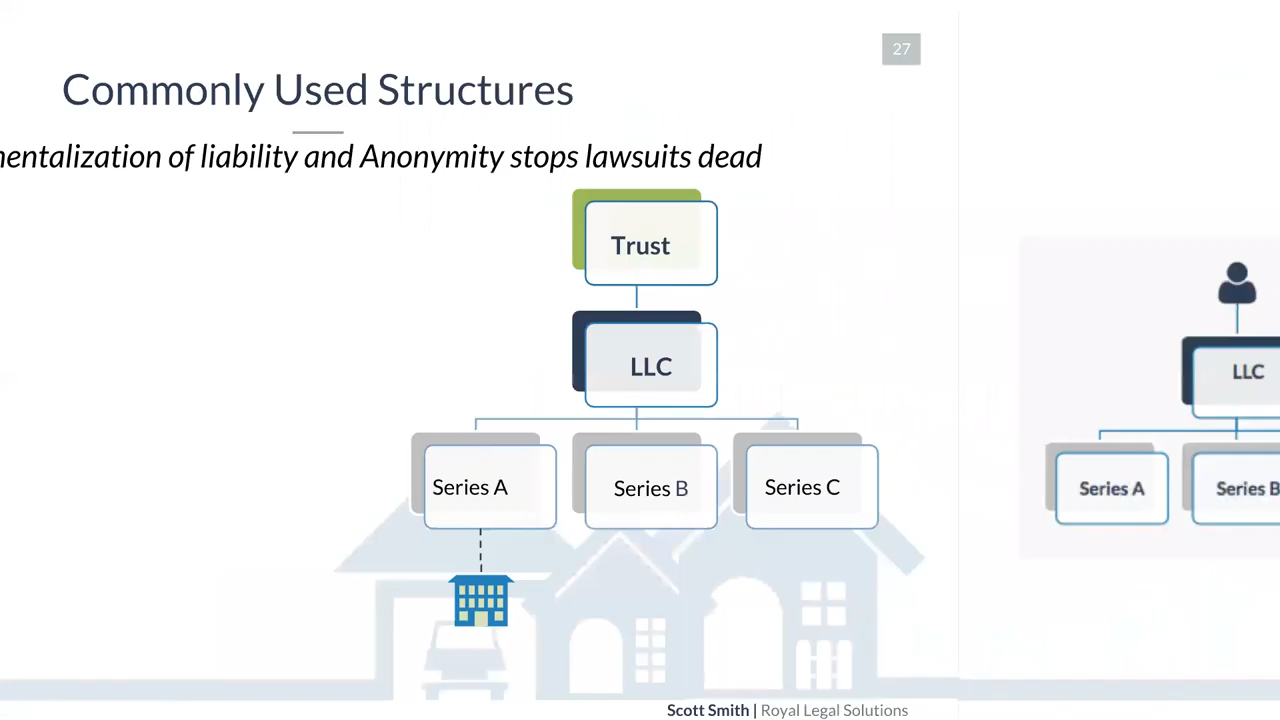 27
Commonly Used Structures
mentalization of liability and Anonymity stops lawsuits dead
Trust
LLC
Series A
Series B
Series C
LLC
Series A
Series B
Scott Smith | Royal Legal Solutions